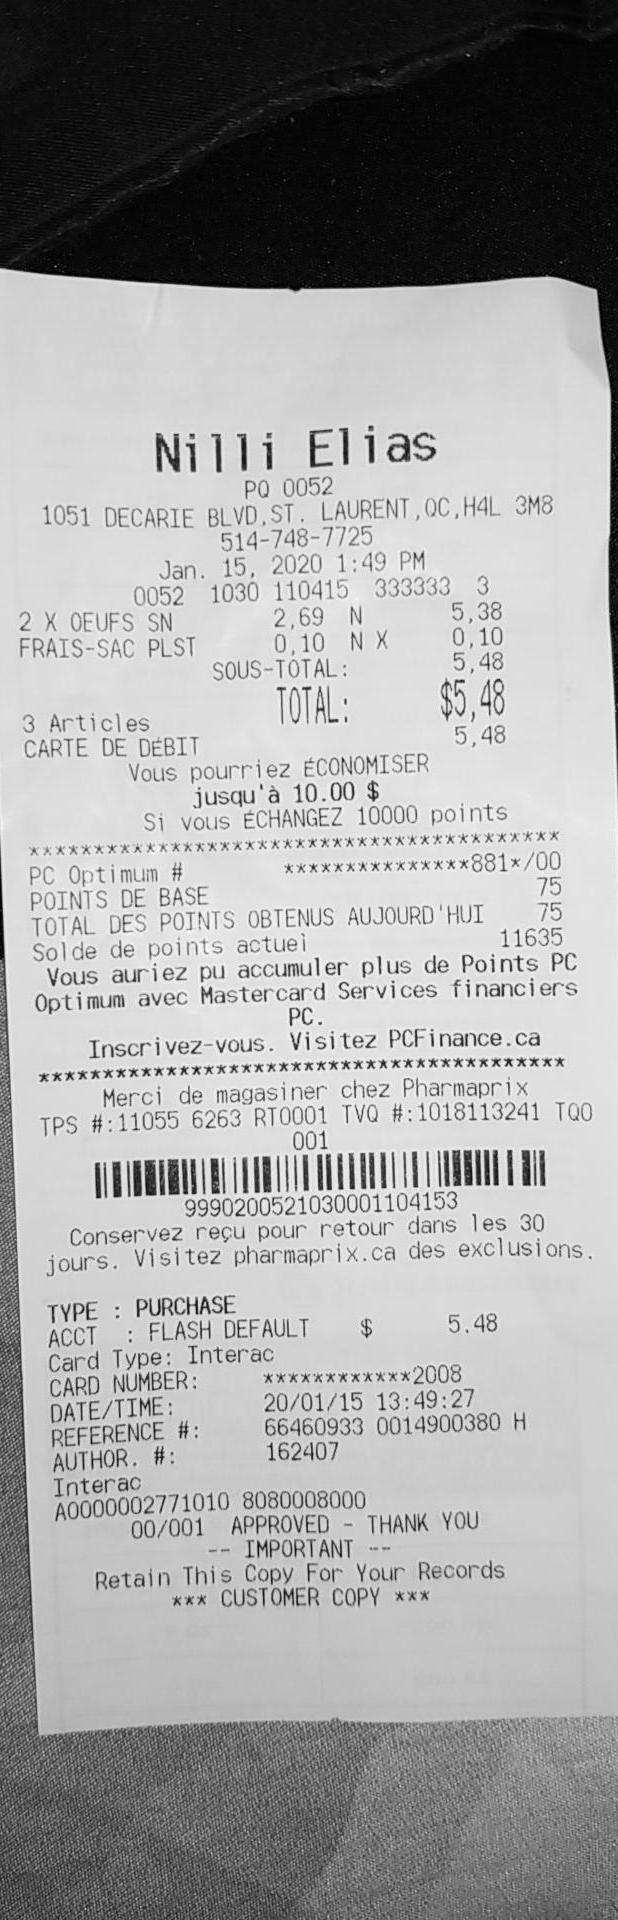 Nilli Elias
PQ 0052
1051 DECARIE BLVD,ST. LAURENT,QC,H4L 3M8
514-748-7725
Jan. 15, 2020 1:49 PM
0052 1030 110415 333333 3
2 X OEUFS SN 2,69 N 5,38
FRAIS-SAC PLST 0,10 N X 0,10
SOUS-TOTAL: 5,48
TOTAL: $5,48
3 Articles
CARTE DE DÉBIT 5,48
Vous pourriez ÉCONOMISER
jusqu'à 10.00 $
Si vous ÉCHANGEZ 10000 points
*****************************************
PC Optimum # **************881*/00
POINTS DE BASE 75
TOTAL DES POINTS OBTENUS AUJOURD'HUI 75
Solde de points actuel 11635
Vous auriez pu accumuler plus de Points PC
Optimum avec Mastercard Services financiers
PC.
Inscrivez-vous. Visitez PCFinance.ca
*****************************************
Merci de magasiner chez Pharmaprix
TPS #:11055 6263 RT0001 TVQ #:1018113241 TQ0
001
9990200521030001104153
Conservez reçu pour retour dans les 30
jours. Visitez pharmaprix.ca des exclusions.
TYPE : PURCHASE
ACCT : FLASH DEFAULT $ 5.48
Card Type: Interac
CARD NUMBER: ************2008
DATE/TIME: 20/01/15 13:49:27
REFERENCE #: 66460933 0014900380 H
AUTHOR. #: 162407
Interac
A0000002771010 8080008000
00/001 APPROVED - THANK YOU
-- IMPORTANT --
Retain This Copy For Your Records
*** CUSTOMER COPY ***